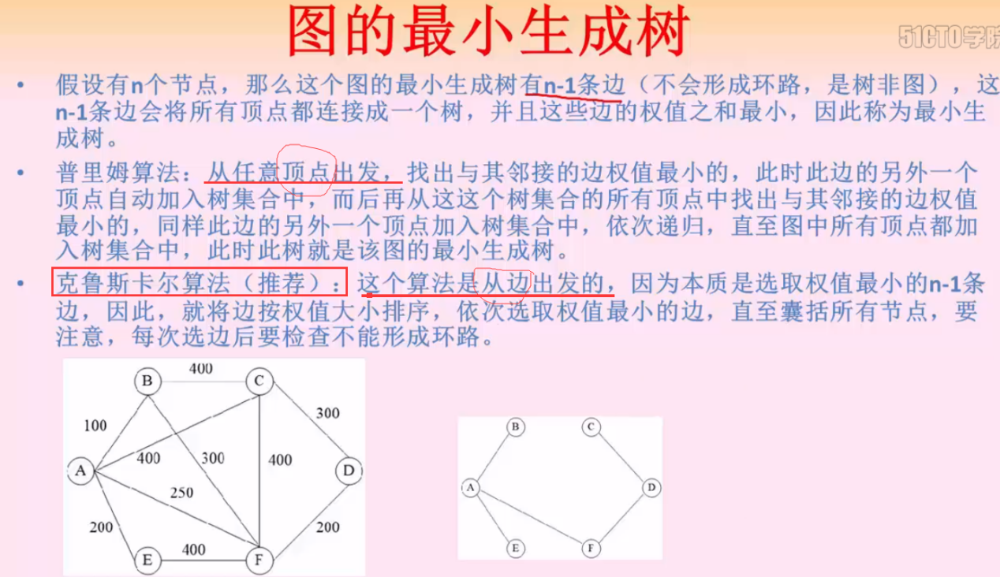 图的最小生成树
51CTO学院
• 假设有n个节点，那么这个图的最小生成树有n-1条边（不会形成环路，是树非图），这
n-1条边会将所有顶点都连接成一个树，并且这些边的权值之和最小，因此称为最小生
成树。
• 普里姆算法：从任意顶点出发，找出与其邻接的边权值最小的，此时此边的另外一个
顶点自动加入树集合中，而后再从这这个树集合的所有顶点中找出与其邻接的边权值
最小的，同样此边的另外一个顶点加入树集合中，依次递归，直至图中所有顶点都加
入树集合中，此时此树就是该图的最小生成树。
• 克鲁斯卡尔算法（推荐）：这个算法是从边出发的，因为本质是选取权值最小的n-1条
边，因此，就将边按权值大小排序，依次选取权值最小的边，直至囊括所有节点，要
注意，每次选边后要检查不能形成环路。
400
B
C
300
100
400
300
400
A
D
250
200
200
400
E
F
B
C
A
D
E
F